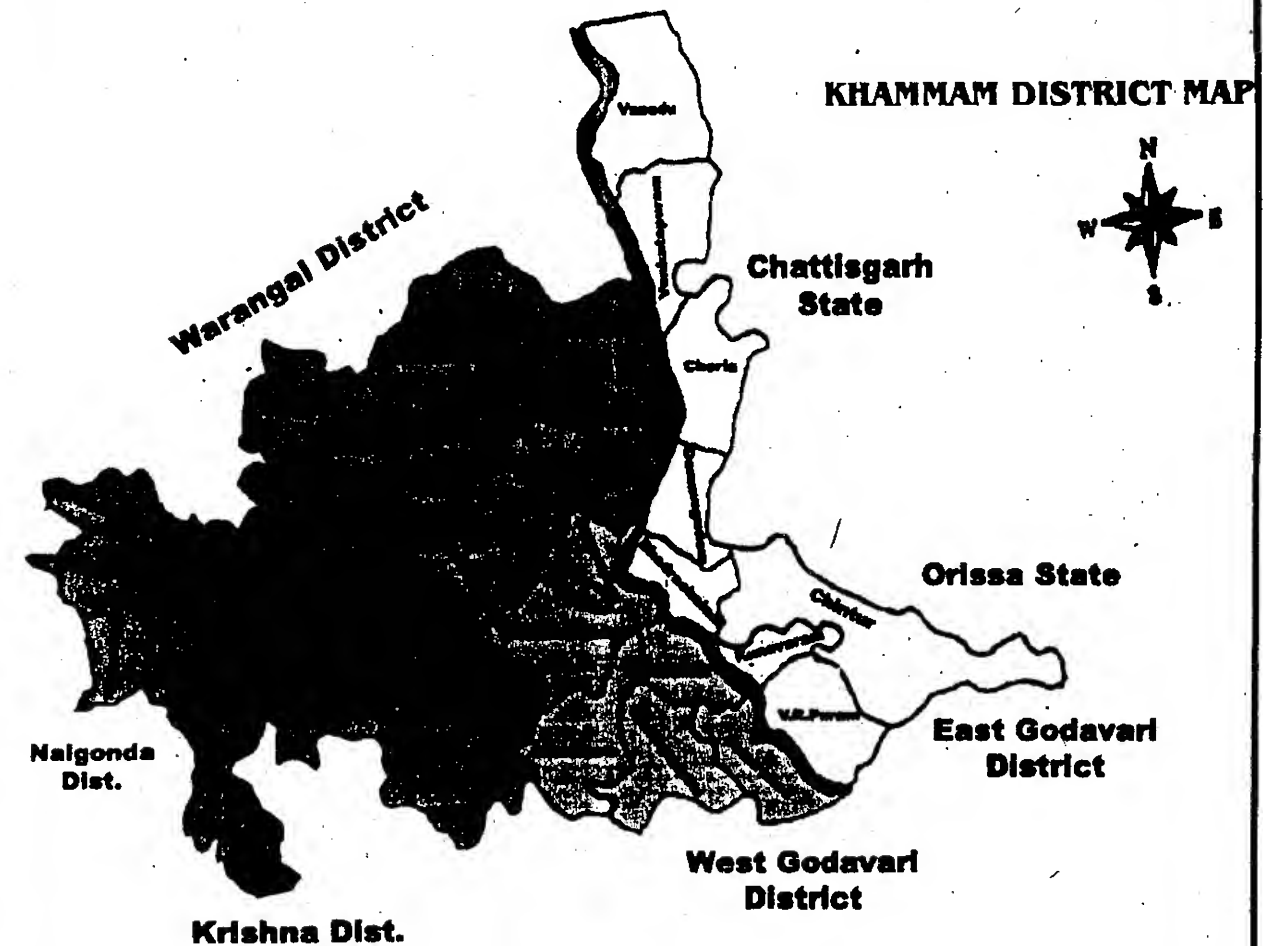 KHAMMAM DISTRICT MAP
N
W
E
S
Warangal District
Chattisgarh
State
Cherla
Orissa State
Chintur
V.R.Puram
East Godavari
District
Nalgonda
Dist.
West Godavari
District
Krishna Dist.